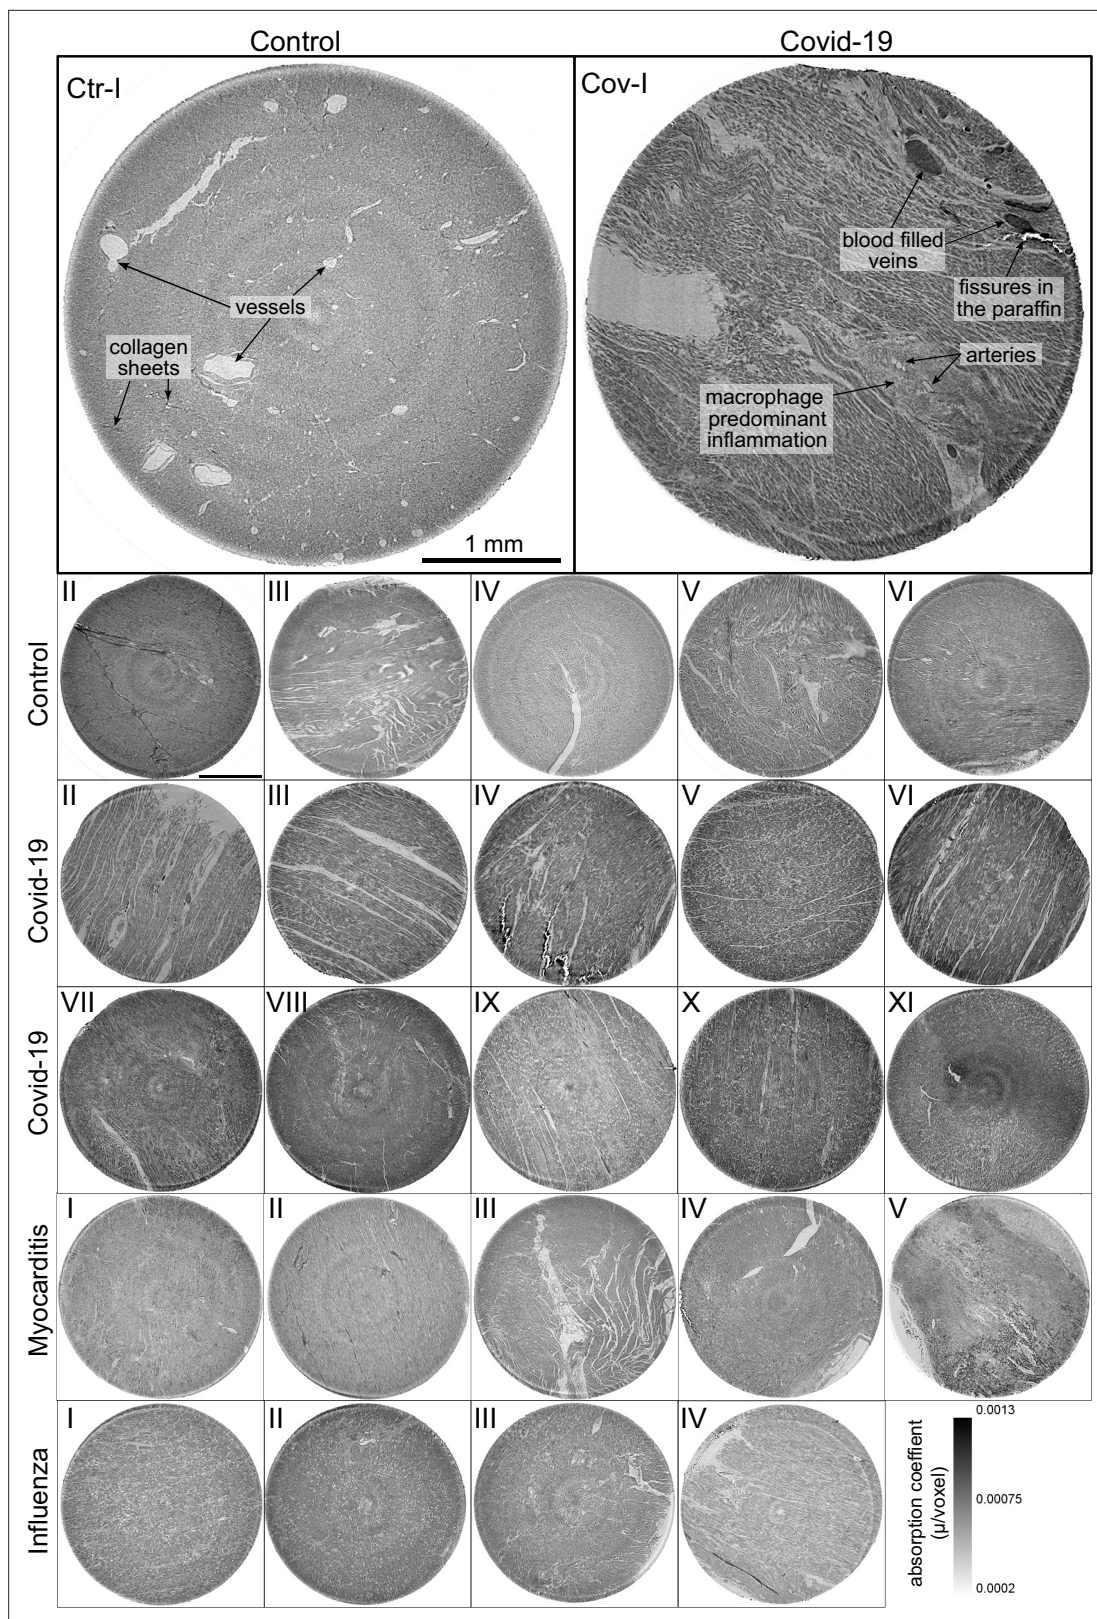 Control
Covid-19
Ctr-I
Cov-I
vessels
collagen
sheets
1 mm
blood filled
veins
fissures in
the paraffin
arteries
macrophage
predominant
inflammation
Control
II
III
IV
V
VI
Covid-19
II
III
IV
V
VI
Covid-19
VII
VIII
IX
X
XI
Myocarditis
I
II
III
IV
V
Influenza
I
II
III
IV
absorption coeffient
(μ/voxel)
0.0013
0.00075
0.0002